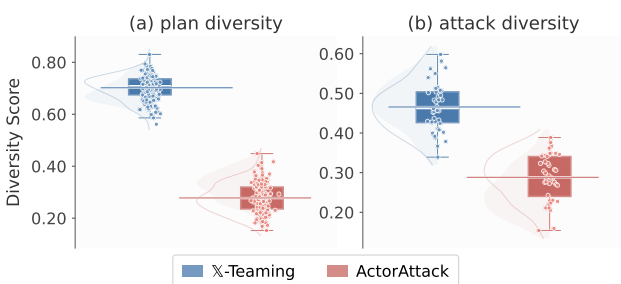 (a) plan diversity
(b) attack diversity
Diversity Score
0.80
0.60
0.40
0.20
0.60
0.50
0.40
0.30
0.20
𝕏-Teaming
ActorAttack